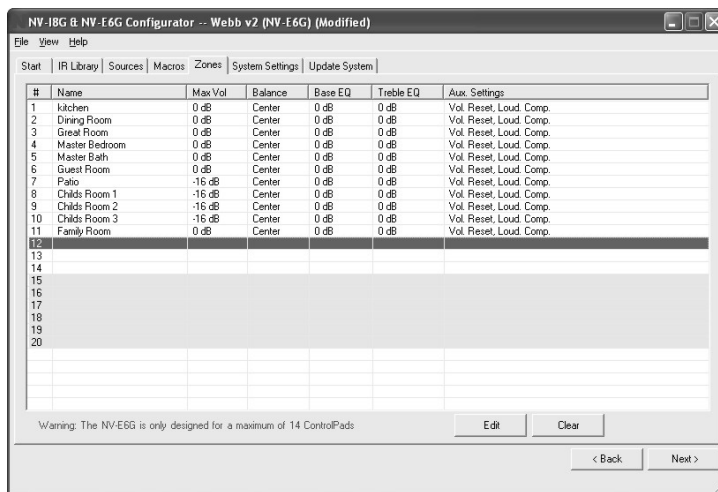 NV-I8G & NV-E6G Configurator -- Webb v2 (NV-E6G) (Modified)
File View Help
Start IR Library Sources Macros Zones System Settings Update System
# Name Max Vol Balance Base EQ Treble EQ Aux. Settings
1 kitchen 0 dB Center 0 dB 0 dB Vol. Reset, Loud. Comp.
2 Dining Room 0 dB Center 0 dB 0 dB Vol. Reset, Loud. Comp.
3 Great Room 0 dB Center 0 dB 0 dB Vol. Reset, Loud. Comp.
4 Master Bedroom 0 dB Center 0 dB 0 dB Vol. Reset, Loud. Comp.
5 Master Bath 0 dB Center 0 dB 0 dB Vol. Reset, Loud. Comp.
6 Guest Room 0 dB Center 0 dB 0 dB Vol. Reset, Loud. Comp.
7 Patio -16 dB Center 0 dB 0 dB Vol. Reset, Loud. Comp.
8 Childs Room 1 -16 dB Center 0 dB 0 dB Vol. Reset, Loud. Comp.
9 Childs Room 2 -16 dB Center 0 dB 0 dB Vol. Reset, Loud. Comp.
10 Childs Room 3 -16 dB Center 0 dB 0 dB Vol. Reset, Loud. Comp.
11 Family Room 0 dB Center 0 dB 0 dB Vol. Reset, Loud. Comp.
12
13
14
15
16
17
18
19
20
Warning: The NV-E6G is only designed for a maximum of 14 ControlPads
Edit Clear
< Back Next >